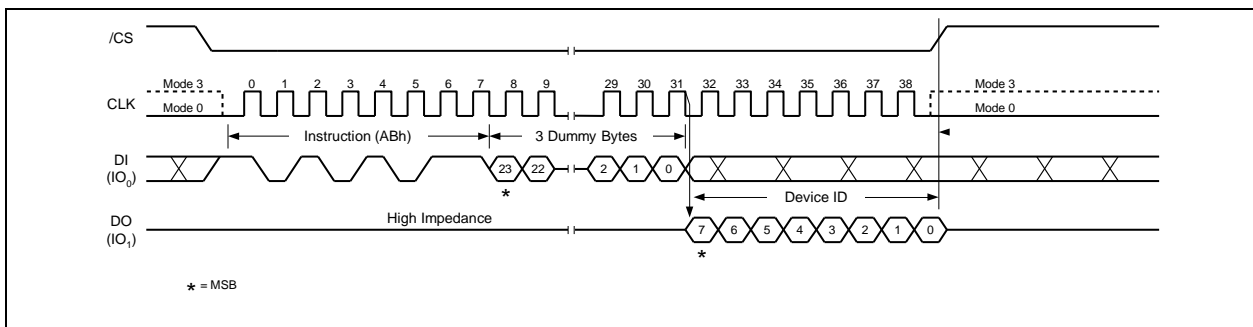 /CS
Mode 3 0 1 2 3 4 5 6 7 8 9 29 30 31 32 33 34 35 36 37 38 Mode 3
CLK Mode 0 Mode 0
Instruction (ABh) 3 Dummy Bytes
DI
(IO0) 23 22 2 1 0
* Device ID
DO High Impedance
(IO1) 7 6 5 4 3 2 1 0
*
* = MSB